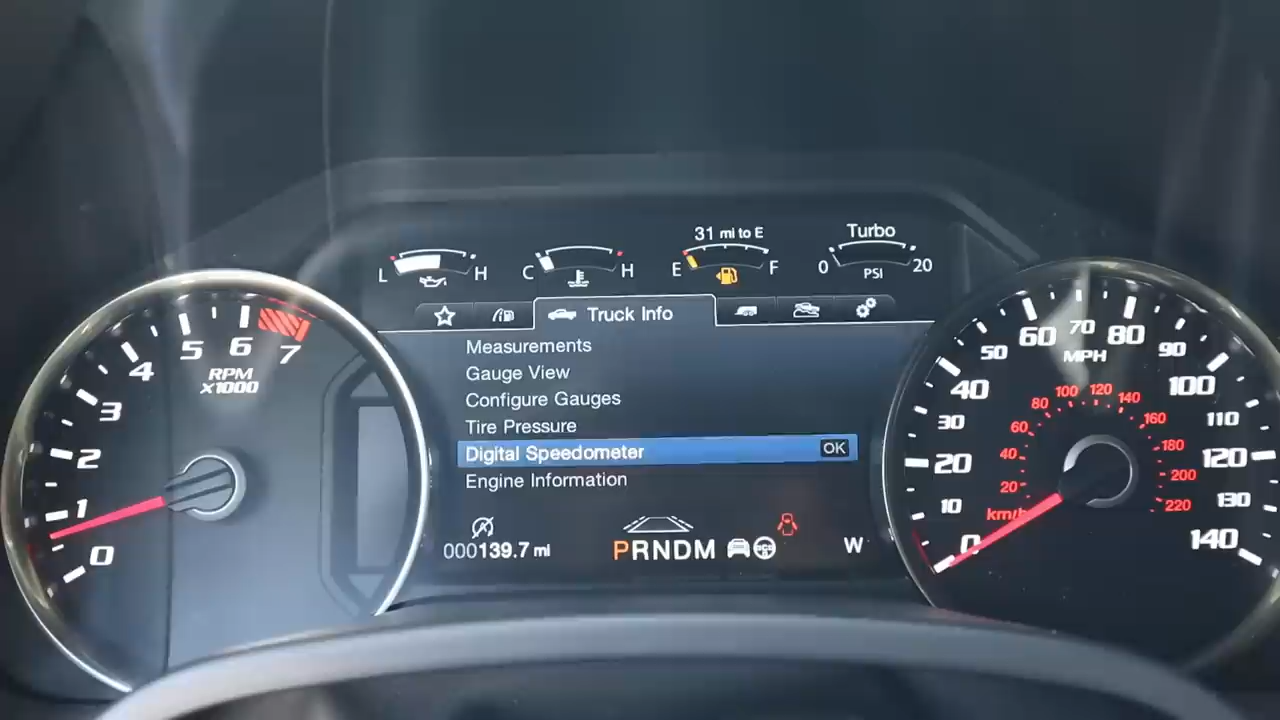 31 mi to E
Turbo
L H
C H
E F
0 PSI 20
Truck Info
Measurements
Gauge View
Configure Gauges
Tire Pressure
Digital Speedometer OK
Engine Information
000139.7 mi
PRNDM
W
0
1
2
3
4
5
6
7
RPM
x1000
0
10
20
30
40
50
60
70
80
90
100
110
120
130
140
MPH
km/h
20
40
60
80
100
120
140
160
180
200
220